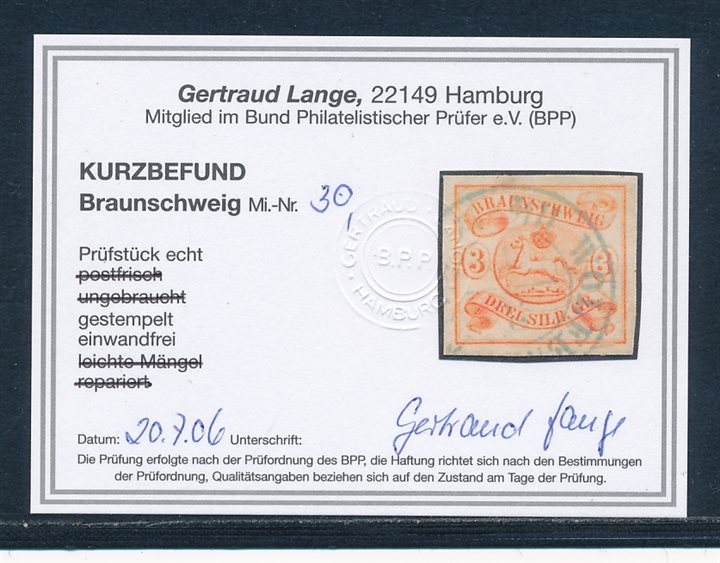 Gertraud Lange, 22149 Hamburg
Mitglied im Bund Philatelistischer Prüfer e.V. (BPP)
KURZBEFUND
Braunschweig Mi.-Nr. 3a
GERTRAUD LANGE
B.P.P.
HAMBURG
BRAUNSCHWEIG
3 3
DREI SILB. GR.
Prüfstück echt
postfrisch
ungebraucht
gestempelt
einwandfrei
leichte Mängel
repariert
Datum: 20.7.06 Unterschrift: Gertraud Lange
Die Prüfung erfolgte nach der Prüfordnung des BPP, die Haftung richtet sich nach den Bestimmungen
der Prüfordnung, Qualitätsangaben beziehen sich auf den Zustand am Tage der Prüfung.